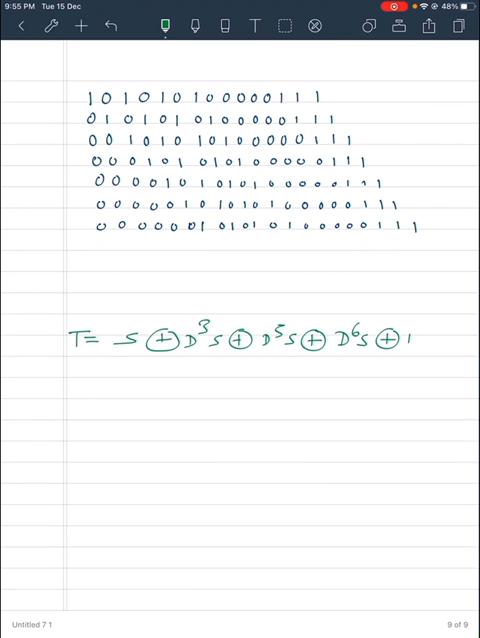 9:55 PM Tue 15 Dec 48%
T
1 0 1 0 1 0 1 0 0 0 0 0 1 1 1
0 1 0 1 0 1 0 1 0 0 0 0 0 1 1 1
0 0 1 0 1 0 1 0 1 0 0 0 0 0 1 1 1
0 0 0 1 0 1 0 1 0 1 0 0 0 0 0 1 1 1
0 0 0 0 1 0 1 0 1 0 1 0 0 0 0 0 1 1 1
0 0 0 0 0 1 0 1 0 1 0 1 0 0 0 0 0 1 1 1
0 0 0 0 0 0 1 0 1 0 1 0 1 0 0 0 0 0 1 1 1
T= S ⊕ D³S ⊕ D⁵S ⊕ D⁶S ⊕ 1
Untitled 7 1 9 of 9